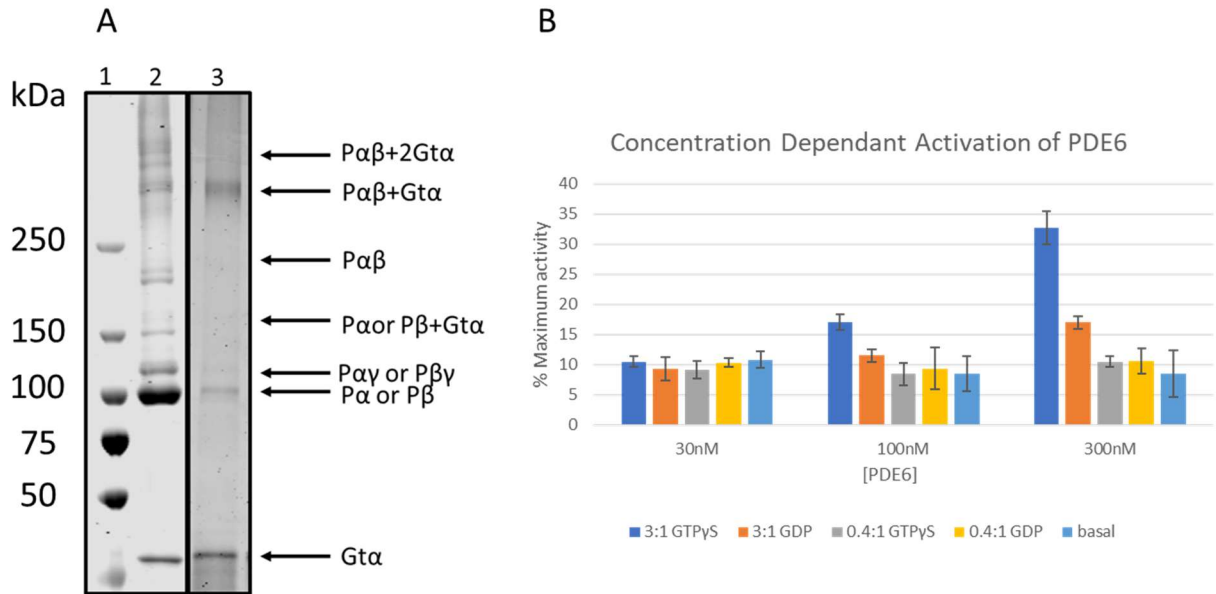 A
1 2 3
kDa
250
150
100
75
50
Pαβ+2Gtα
Pαβ+Gtα
Pαβ
Pαor Pβ+Gtα
Pαγ or Pβγ
Pα or Pβ
Gtα
B
Concentration Dependant Activation of PDE6
% Maximum activity
40
35
30
25
20
15
10
5
0
30nM 100nM 300nM
[PDE6]
3:1 GTPγS 3:1 GDP 0.4:1 GTPγS 0.4:1 GDP basal